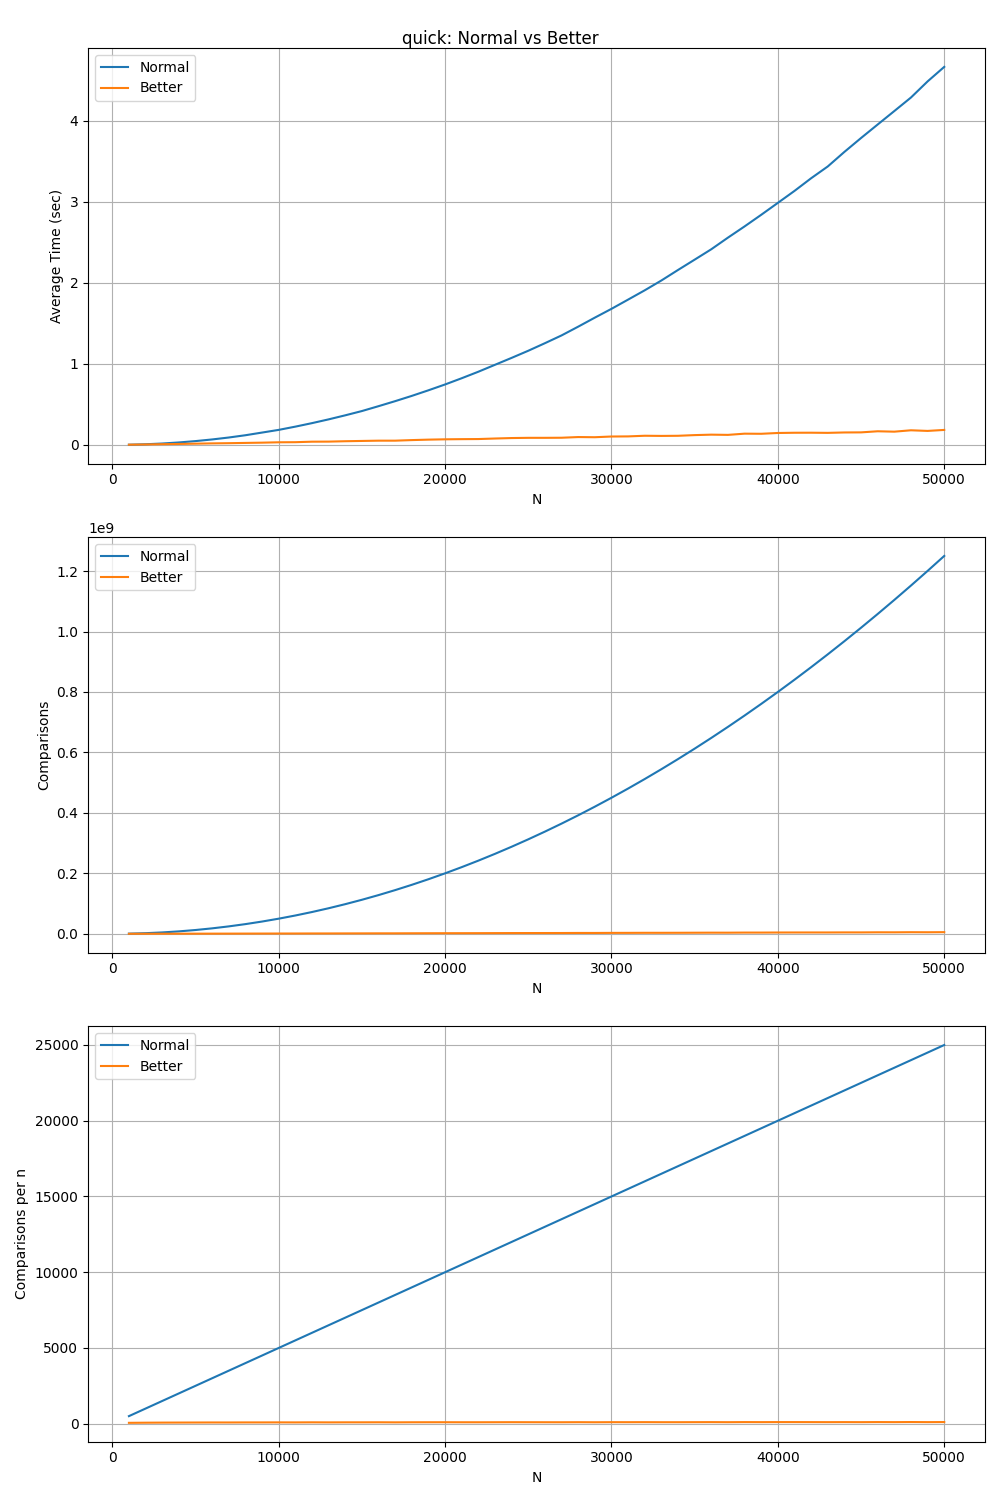 quick: Normal vs Better
Normal
Better
Average Time (sec)
4
3
2
1
0
0 10000 20000 30000 40000 50000
N
1e9
Normal
Better
Comparisons
1.2
1.0
0.8
0.6
0.4
0.2
0.0
0 10000 20000 30000 40000 50000
N
Normal
Better
Comparisons per n
25000
20000
15000
10000
5000
0
0 10000 20000 30000 40000 50000
N